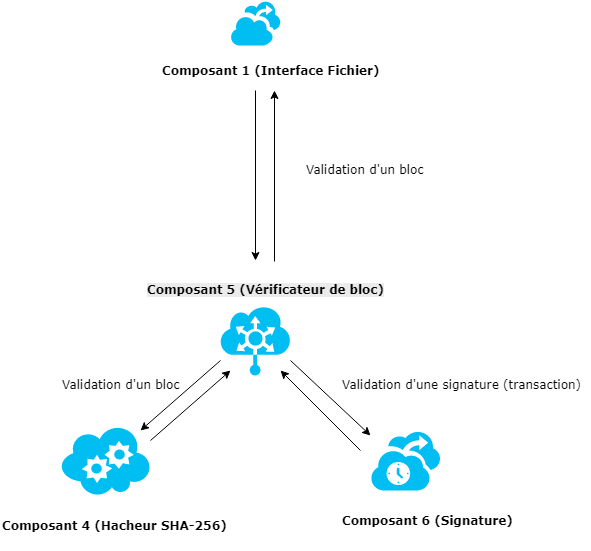 Composant 1 (Interface Fichier)
Validation d'un bloc
Composant 5 (Vérificateur de bloc)
Validation d'un bloc
Validation d'une signature (transaction)
Composant 4 (Hacheur SHA-256)
Composant 6 (Signature)